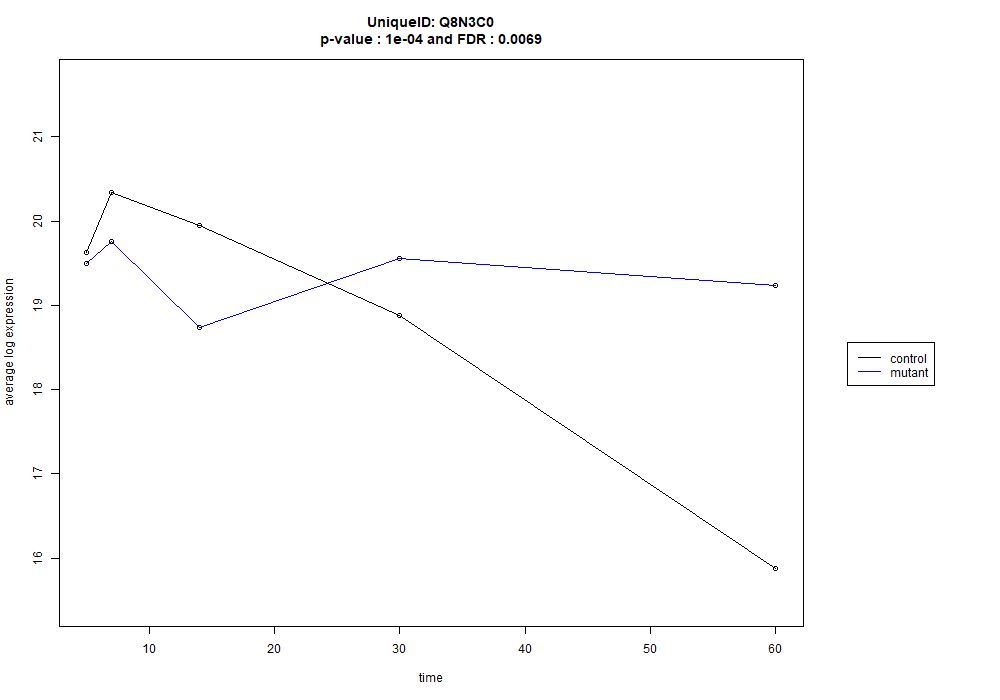 UniqueID: Q8N3C0
p-value : 1e-04 and FDR : 0.0069
average log expression
21
20
19
18
17
16
10 20 30 40 50 60
time
control
mutant